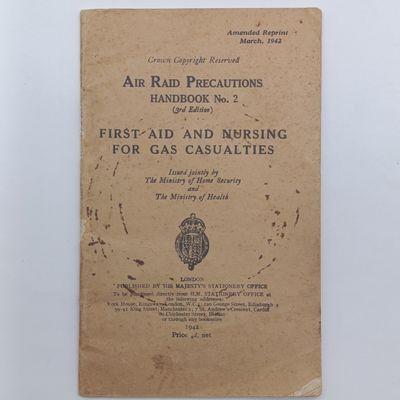 Amended Reprint
March, 1942
Crown Copyright Reserved
AIR RAID PRECAUTIONS
HANDBOOK No. 2
(3rd Edition)
FIRST AID AND NURSING
FOR GAS CASUALTIES
Issued jointly by
The Ministry of Home Security
and
The Ministry of Health
LONDON
PUBLISHED BY HIS MAJESTY'S STATIONERY OFFICE
To be purchased directly from H.M. STATIONERY OFFICE at
the following addresses:
York House, Kingsway, London, W.C.2; 120 George Street, Edinburgh 2
39-41 King Street, Manchester 2; 1 St. Andrew's Crescent, Cardiff
80 Chichester Street, Belfast
or through any bookseller
1942
Price 4d. net